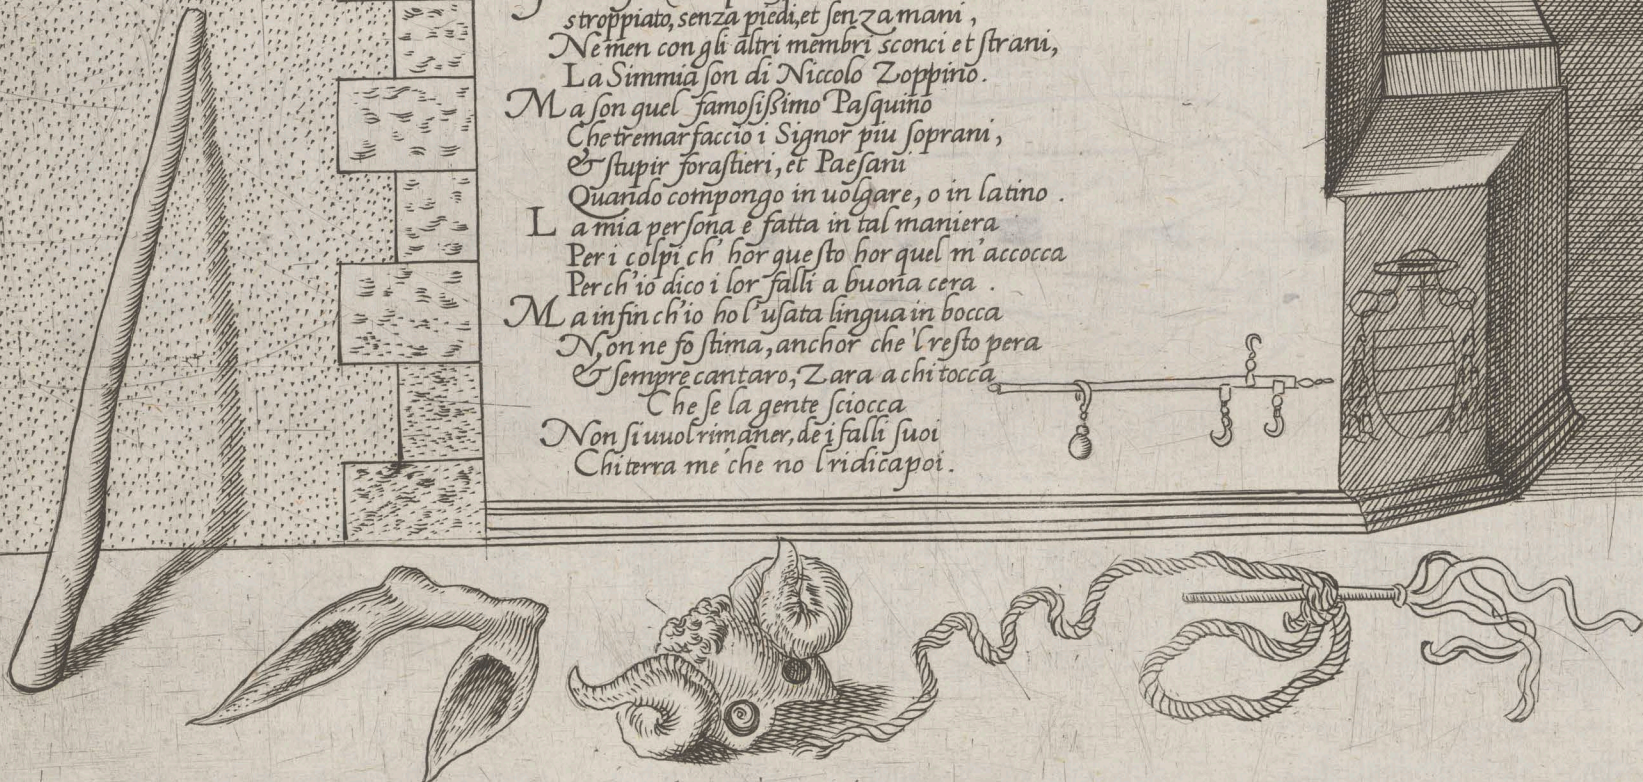 stroppiato, senza piedi, et senza mani,
Ne men con gli altri membri sconci et strani,
La Simmia son di Niccolo Zoppino.
Ma son quel famosissimo Pasquino
Che tremar faccio i Signor piu soprani,
& stupir forastieri, et Paesani
Quando compongo in uolgare, o in latino.
La mia persona è fatta in tal maniera
Per i colpi ch' hor questo hor quel m'accocca
Perch'io dico i lor falli a buona cera.
Ma infin ch'io ho l'usata lingua in bocca
Non ne fo stima, anchor che 'l resto pera
& sempre cantaro, Zara a chi tocca
Che se la gente sciocca
Non si uuol rimaner, de i falli suoi
Chi terra me che no l ridica poi.